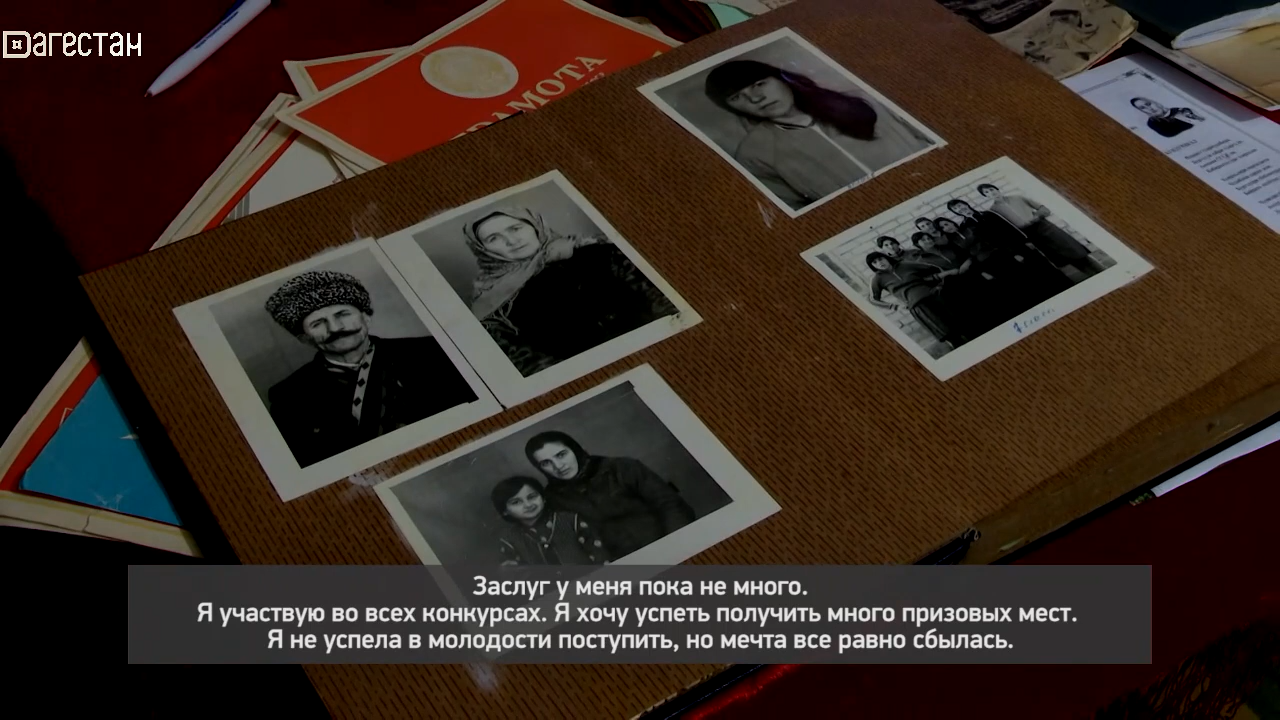 Дагестан
ГРАМОТА
Заслуг у меня пока не много.
Я участвую во всех конкурсах. Я хочу успеть получить много призовых мест.
Я не успела в молодости поступить, но мечта все равно сбылась.